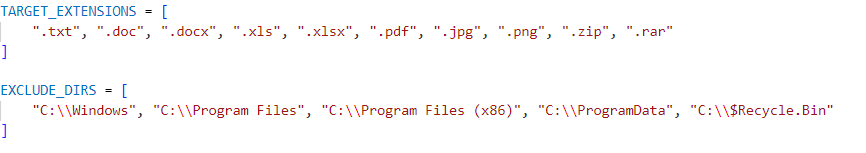 TARGET_EXTENSIONS = [
    ".txt", ".doc", ".docx", ".xls", ".xlsx", ".pdf", ".jpg", ".png", ".zip", ".rar"
]
EXCLUDE_DIRS = [
    "C:\\Windows", "C:\\Program Files", "C:\\Program Files (x86)", "C:\\ProgramData", "C:\\$Recycle.Bin"
]